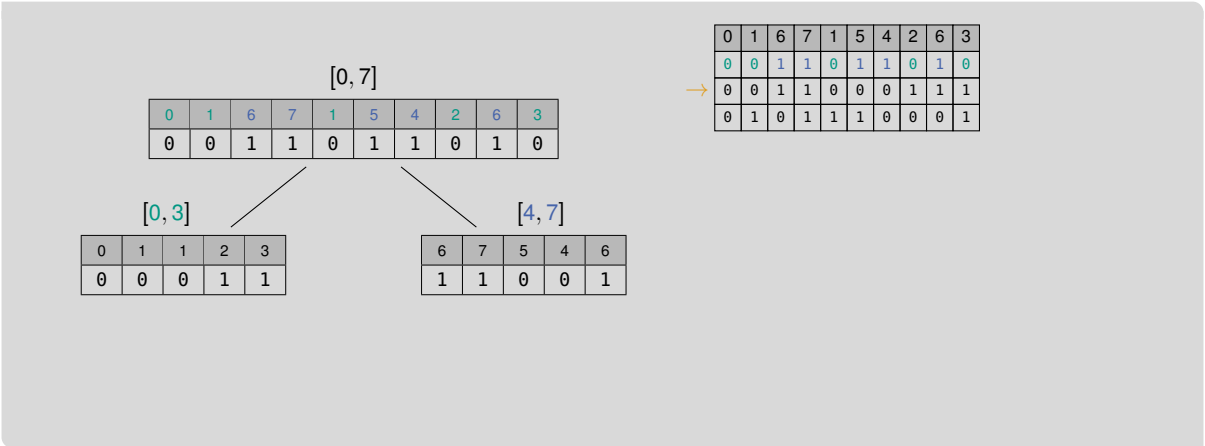 [0, 7]
0 1 6 7 1 5 4 2 6 3
0 0 1 1 0 1 1 0 1 0
[0, 3]
0 1 1 2 3
0 0 0 1 1
[4, 7]
6 7 5 4 6
1 1 0 0 1
0 1 6 7 1 5 4 2 6 3
0 0 1 1 0 1 1 0 1 0
→ 0 0 1 1 0 0 0 1 1 1
0 1 0 1 1 1 0 0 0 1